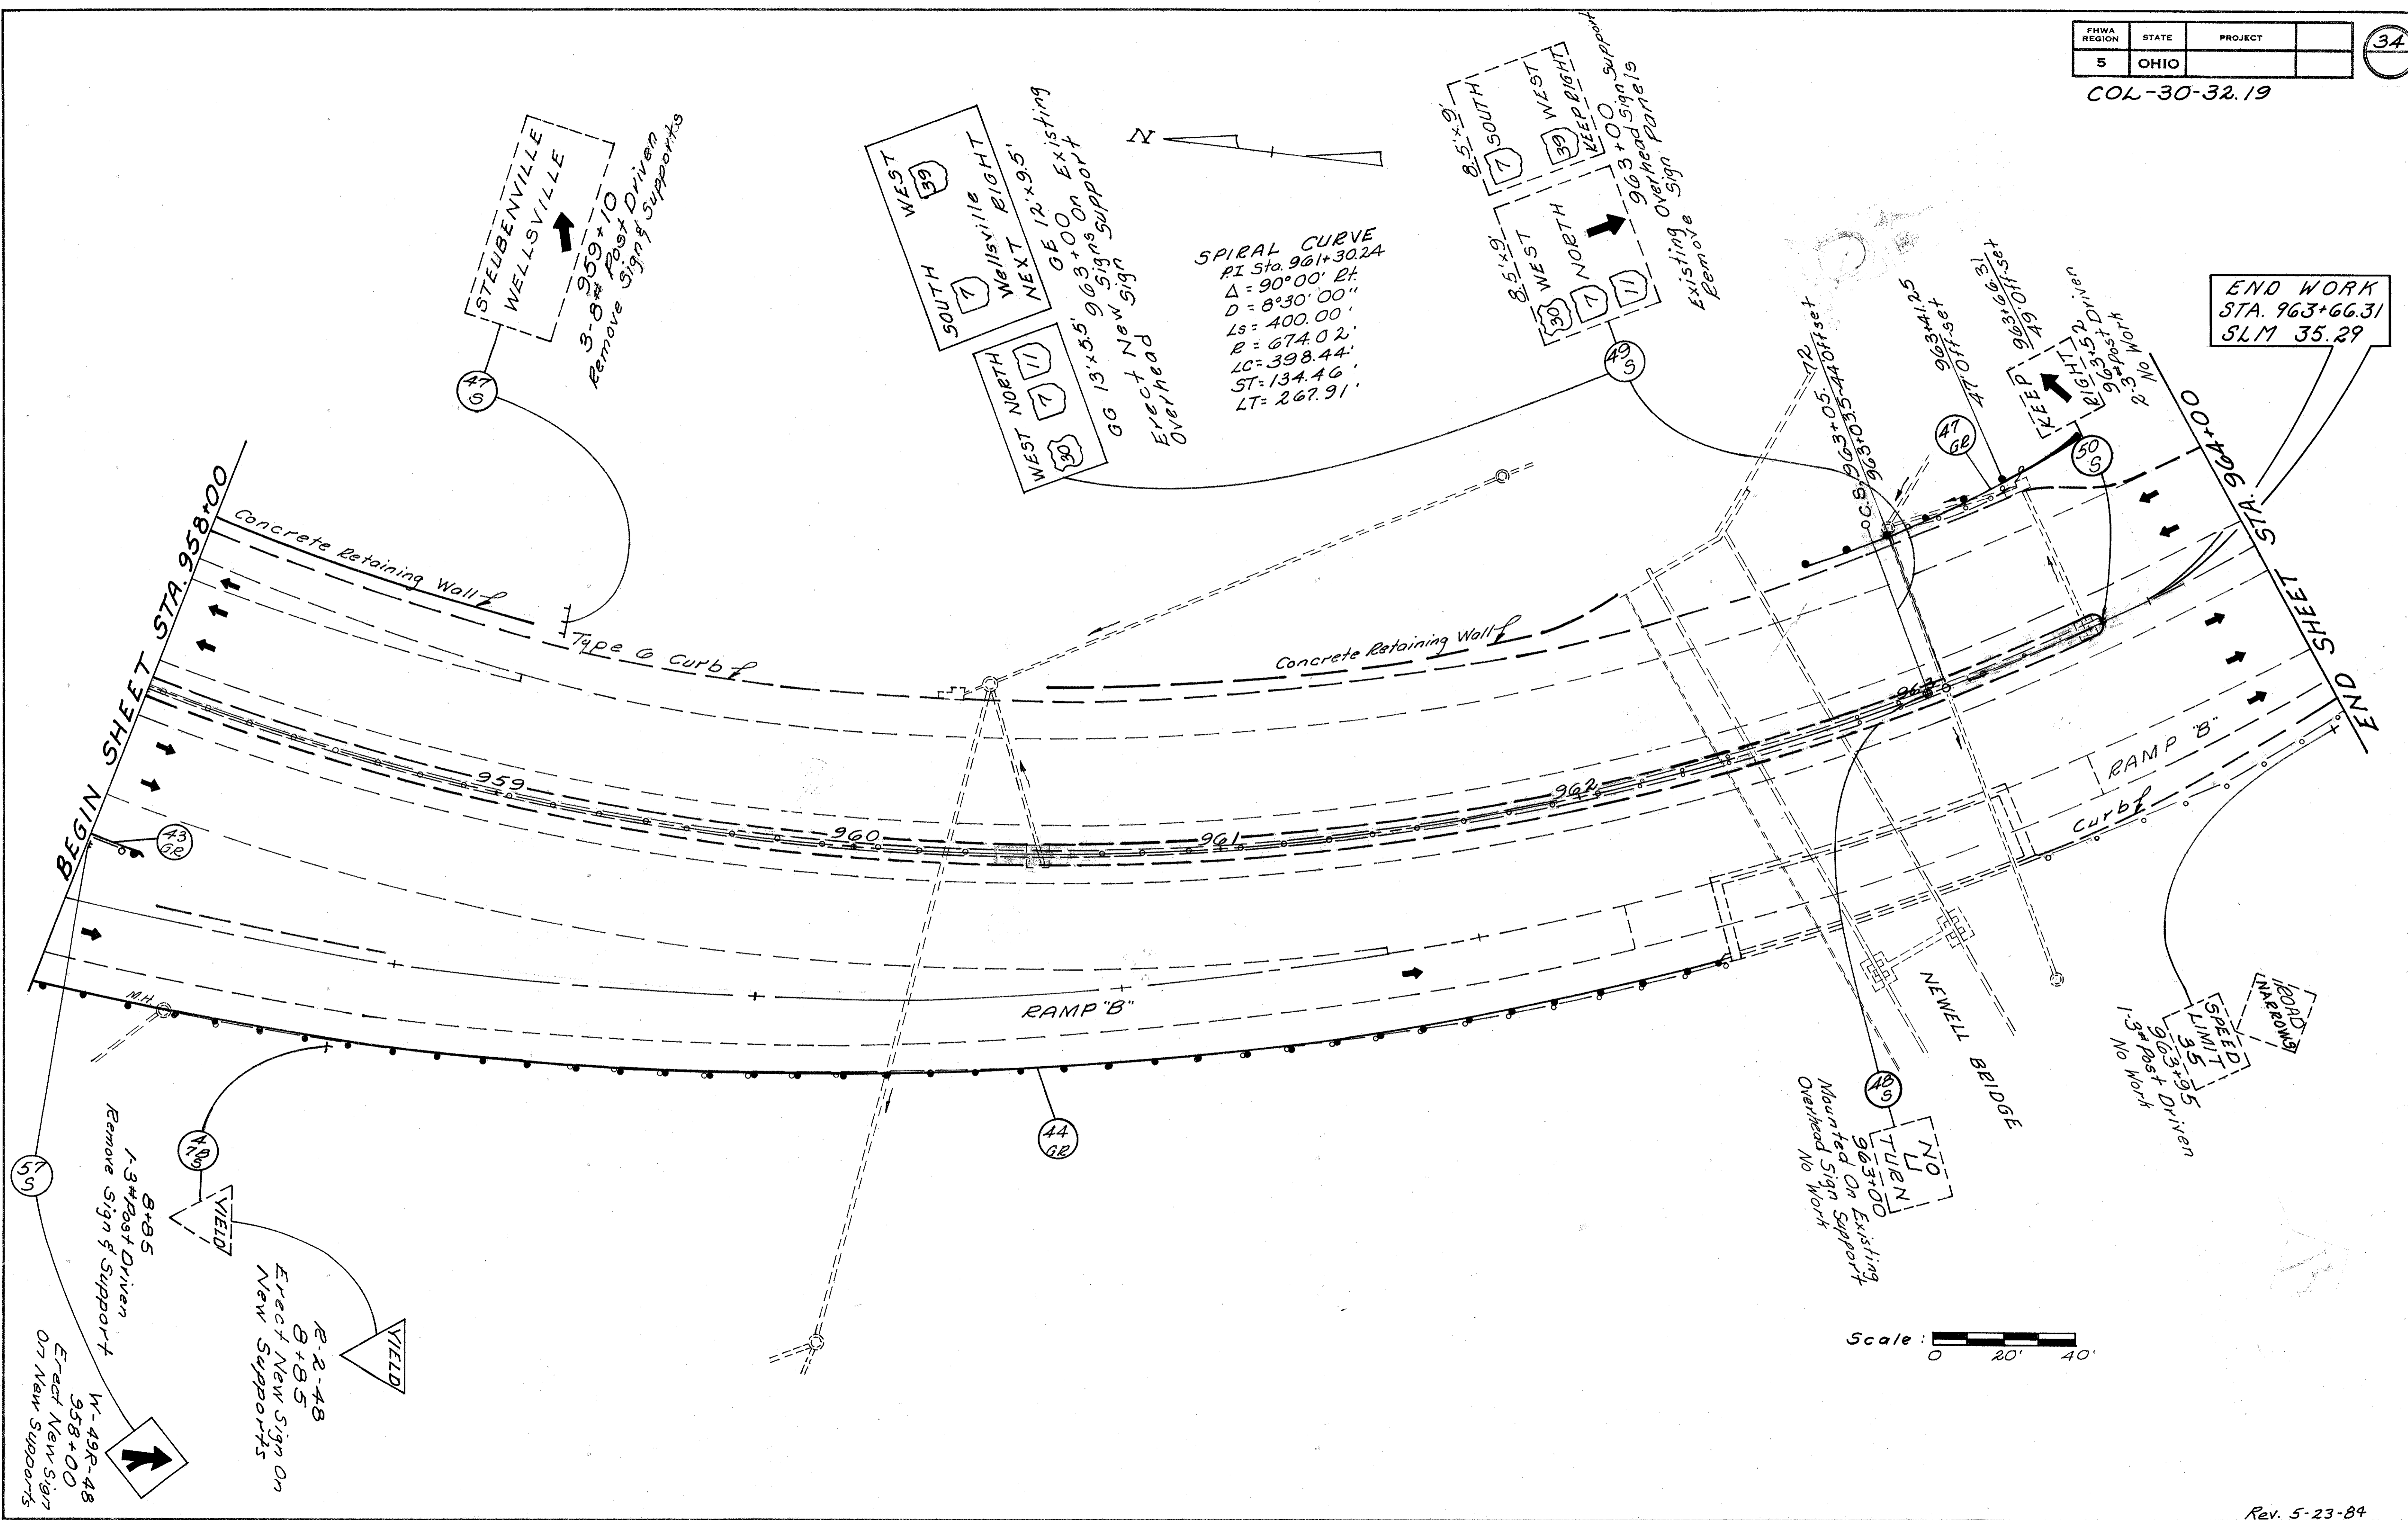 FHWA REGION STATE PROJECT
5 OHIO
34
COL-30-32.19
STEUBENVILLE
WELLSVILLE
959+10
3-8# Post Driven
Remove Sign & Supports
47
S
SOUTH WEST
7 39
Wellsville
NEXT RIGHT
GE 12'x9.5'
WEST NORTH
30 7 11
GG 13'x5.5'
963+00
Erect New Signs On Existing
Overhead Sign Support
N
SPIRAL CURVE
P.I Sta. 961+30.24
Δ = 90°00' Rt.
D = 8°30'00"
Ls = 400.00'
R = 674.02'
LC = 398.44'
ST = 134.46'
LT = 267.91'
8.5'x9'
7 SOUTH
39 WEST
KEEP RIGHT
8.5'x9'
30 WEST
7 NORTH
11
963+00
Existing Overhead Sign Support
Remove Sign Panels
49
S
C.S. 963+05.
963+03.5-44' Offset
963+41.25
47' Off-set
963+66.31
49' Off-set
47
GR
KEEP
RIGHT
963+52
2-3# Post Driven
No Work
50
S
END WORK
STA. 963+66.31
SLM 35.29
BEGIN SHEET STA. 958+00
END SHEET STA. 964+00
Concrete Retaining Wall
Type 6 Curb
Concrete Retaining Wall
959
960
961
962
963
RAMP "B"
Curb
43
GR
M.H.
RAMP "B"
44
GR
NEWELL BRIDGE
48
S
NO
U
TURN
963+00
Mounted On Existing
Overhead Sign Support
No Work
ROAD
NARROWS
SPEED
LIMIT
35
963+95
1-3# Post Driven
No Work
57
S
47B
S
YIELD
8+85
1-3# Post Driven
Remove Sign & Support
YIELD
R-2-48
8+85
Erect New Sign On
New Supports
W-49R-48
958+00
Erect New Sign
On New Supports
Scale:
0 20' 40'
Rev. 5-23-84